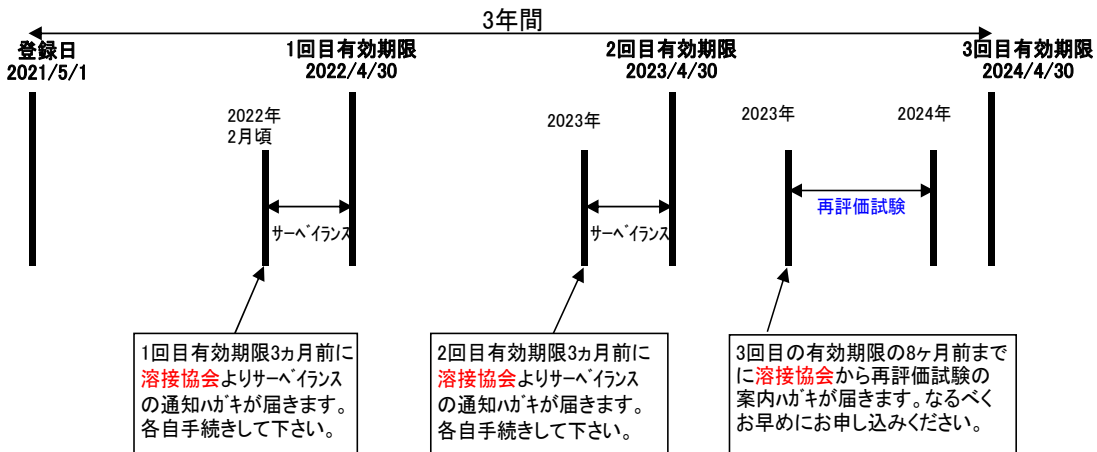 3年間
登録日
2021/5/1
1回目有効期限
2022/4/30
2回目有効期限
2023/4/30
3回目有効期限
2024/4/30
2022年
2月頃
2023年
2023年
2024年
サーベイランス
サーベイランス
再評価試験
1回目有効期限3ヵ月前に
溶接協会よりサーベイランス
の通知ハガキが届きます。
各自手続きして下さい。
2回目有効期限3ヵ月前に
溶接協会よりサーベイランス
の通知ハガキが届きます。
各自手続きして下さい。
3回目の有効期限の8ヶ月前まで
に溶接協会から再評価試験の
案内ハガキが届きます。なるべく
お早めにお申し込みください。